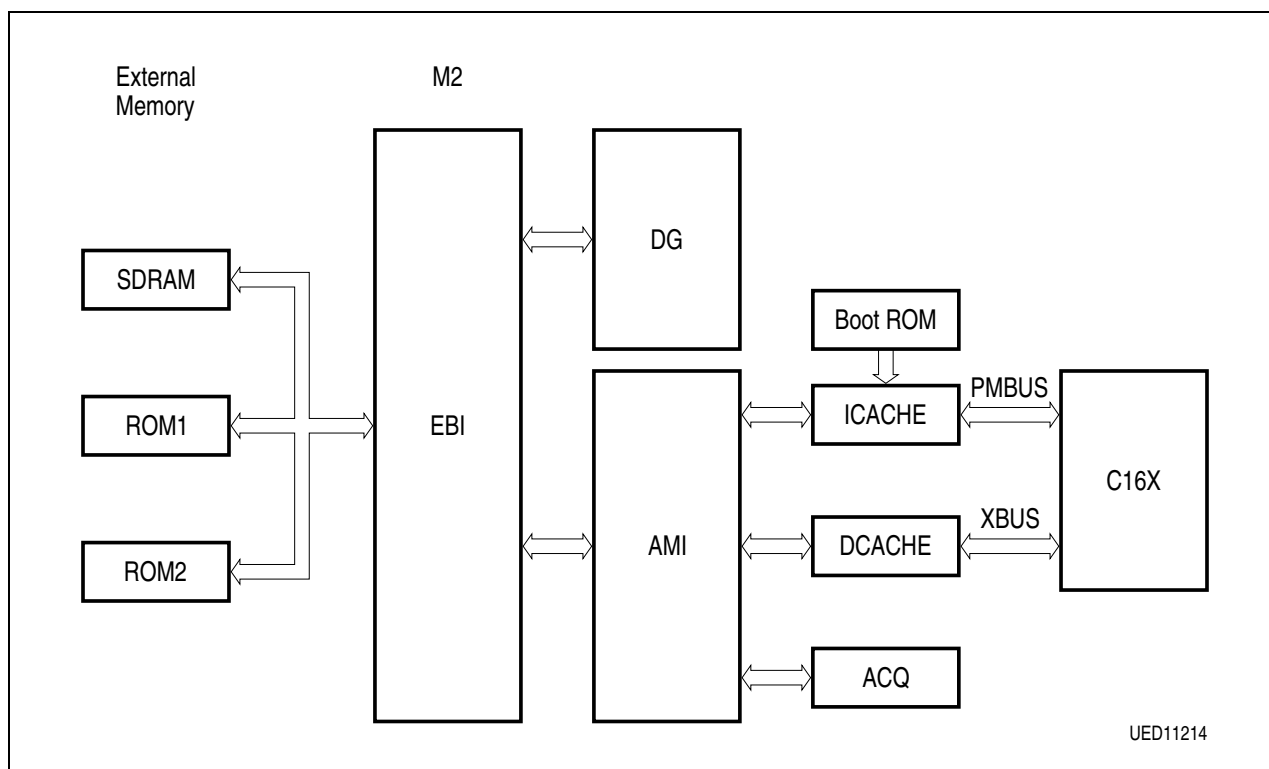 External
Memory
M2
SDRAM
ROM1
ROM2
EBI
DG
AMI
Boot ROM
ICACHE
DCACHE
ACQ
PMBUS
XBUS
C16X
UED11214